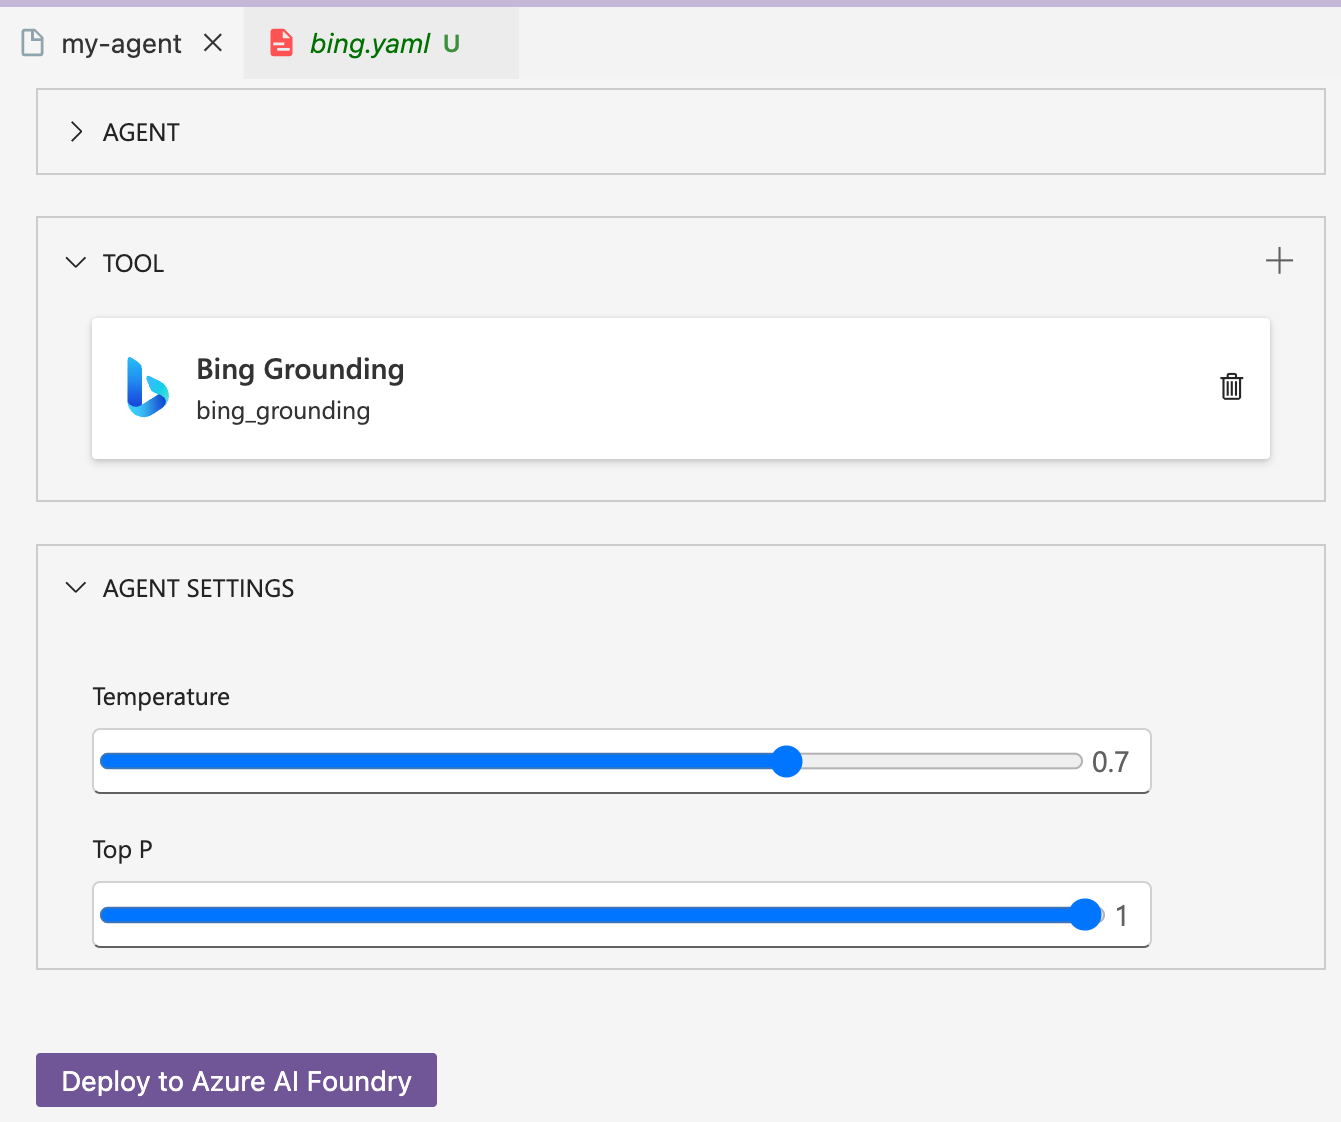 my-agent
bing.yaml U
AGENT
TOOL
Bing Grounding
bing_grounding
AGENT SETTINGS
Temperature
0.7
Top P
1
Deploy to Azure AI Foundry